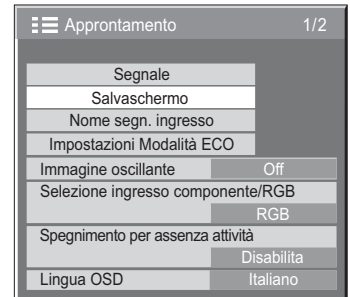 Approntamento 1/2
Segnale
Salvaschermo
Nome segn. ingresso
Impostazioni Modalità ECO
Immagine oscillante Off
Selezione ingresso componente/RGB
RGB
Spegnimento per assenza attività
Disabilita
Lingua OSD Italiano